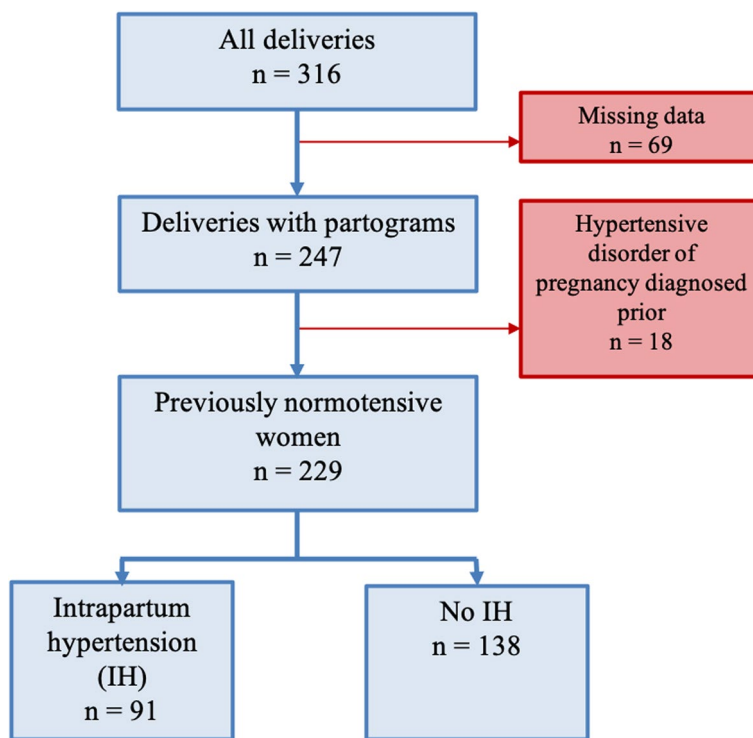 All deliveries
n = 316
Missing data
n = 69
Deliveries with partograms
n = 247
Hypertensive
disorder of
pregnancy diagnosed
prior
n = 18
Previously normotensive
women
n = 229
Intrapartum
hypertension
(IH)
n = 91
No IH
n = 138